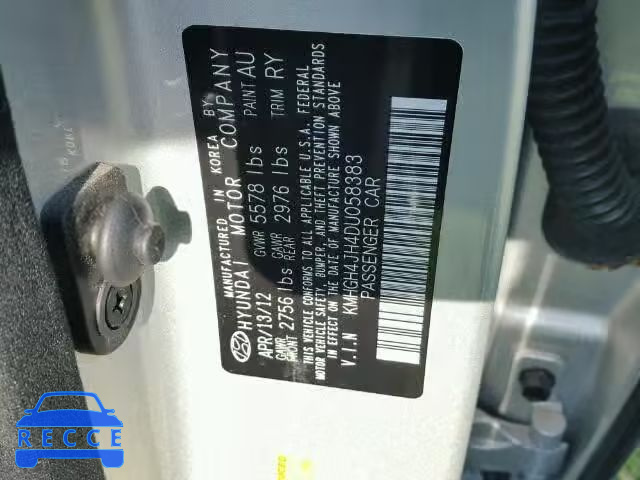 MANUFACTURED IN KOREA BY
HYUNDAI MOTOR COMPANY
APR/13/12 GVWR 5578 lbs PAINT AU
GAWR FRONT 2756 lbs GAWR REAR 2976 lbs TRIM RY
THIS VEHICLE CONFORMS TO ALL APPLICABLE U.S.A. FEDERAL
MOTOR VEHICLE SAFETY, BUMPER, AND THEFT PREVENTION STANDARDS
IN EFFECT ON THE DATE OF MANUFACTURE SHOWN ABOVE
V.I.N KMHGH4JH4DU058383
PASSENGER CAR
RECCE